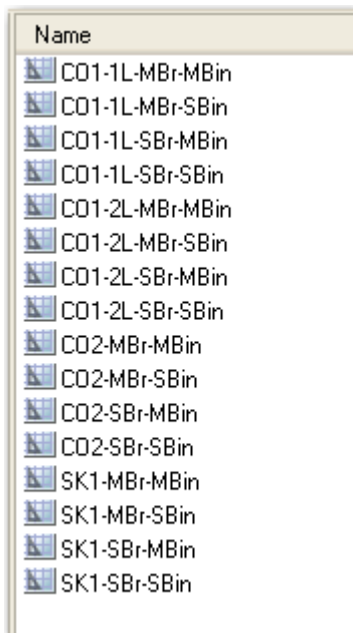 Name
CO1-1L-MBr-MBin
CO1-1L-MBr-SBin
CO1-1L-SBr-MBin
CO1-1L-SBr-SBin
CO1-2L-MBr-MBin
CO1-2L-MBr-SBin
CO1-2L-SBr-MBin
CO1-2L-SBr-SBin
CO2-MBr-MBin
CO2-MBr-SBin
CO2-SBr-MBin
CO2-SBr-SBin
SK1-MBr-MBin
SK1-MBr-SBin
SK1-SBr-MBin
SK1-SBr-SBin